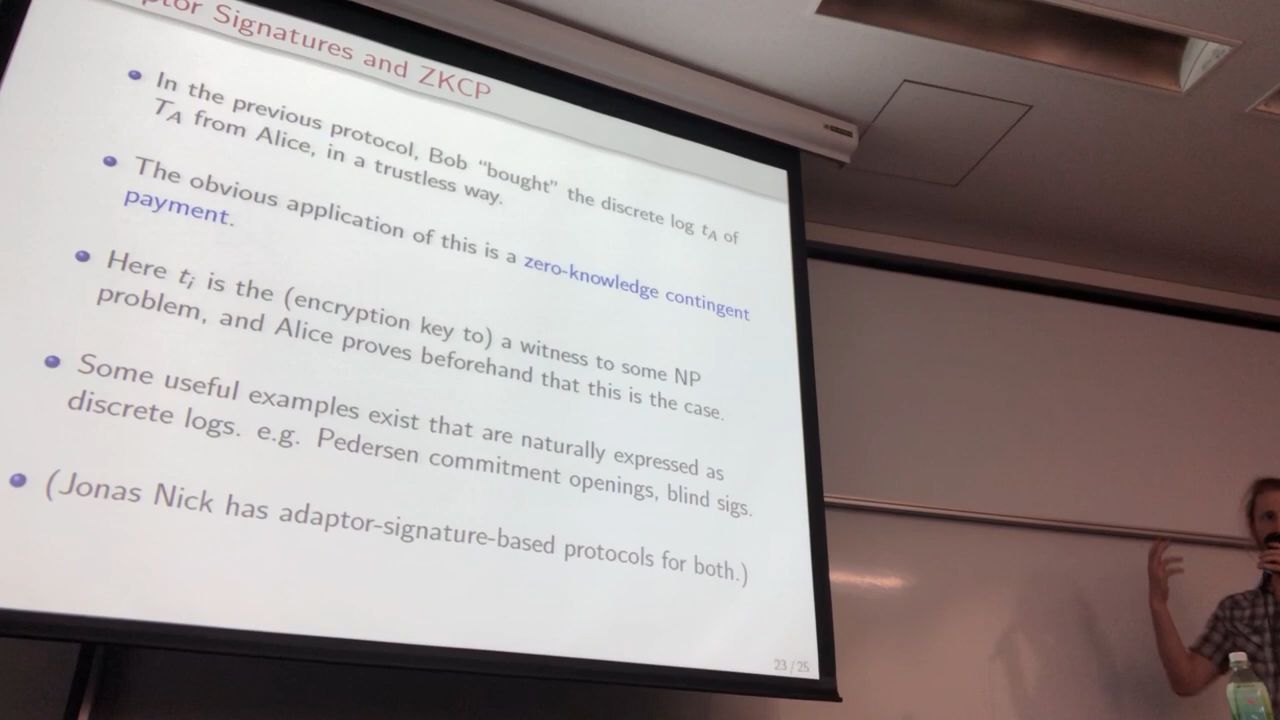 Signatures and ZKCP
In the previous protocol, Bob “bought” the discrete log t_A of
T_A from Alice, in a trustless way.
The obvious application of this is a zero-knowledge contingent
payment.
Here t_i is the (encryption key to) a witness to some NP
problem, and Alice proves beforehand that this is the case.
Some useful examples exist that are naturally expressed as
discrete logs. e.g. Pedersen commitment openings, blind sigs.
(Jonas Nick has adaptor-signature-based protocols for both.)
23 / 25